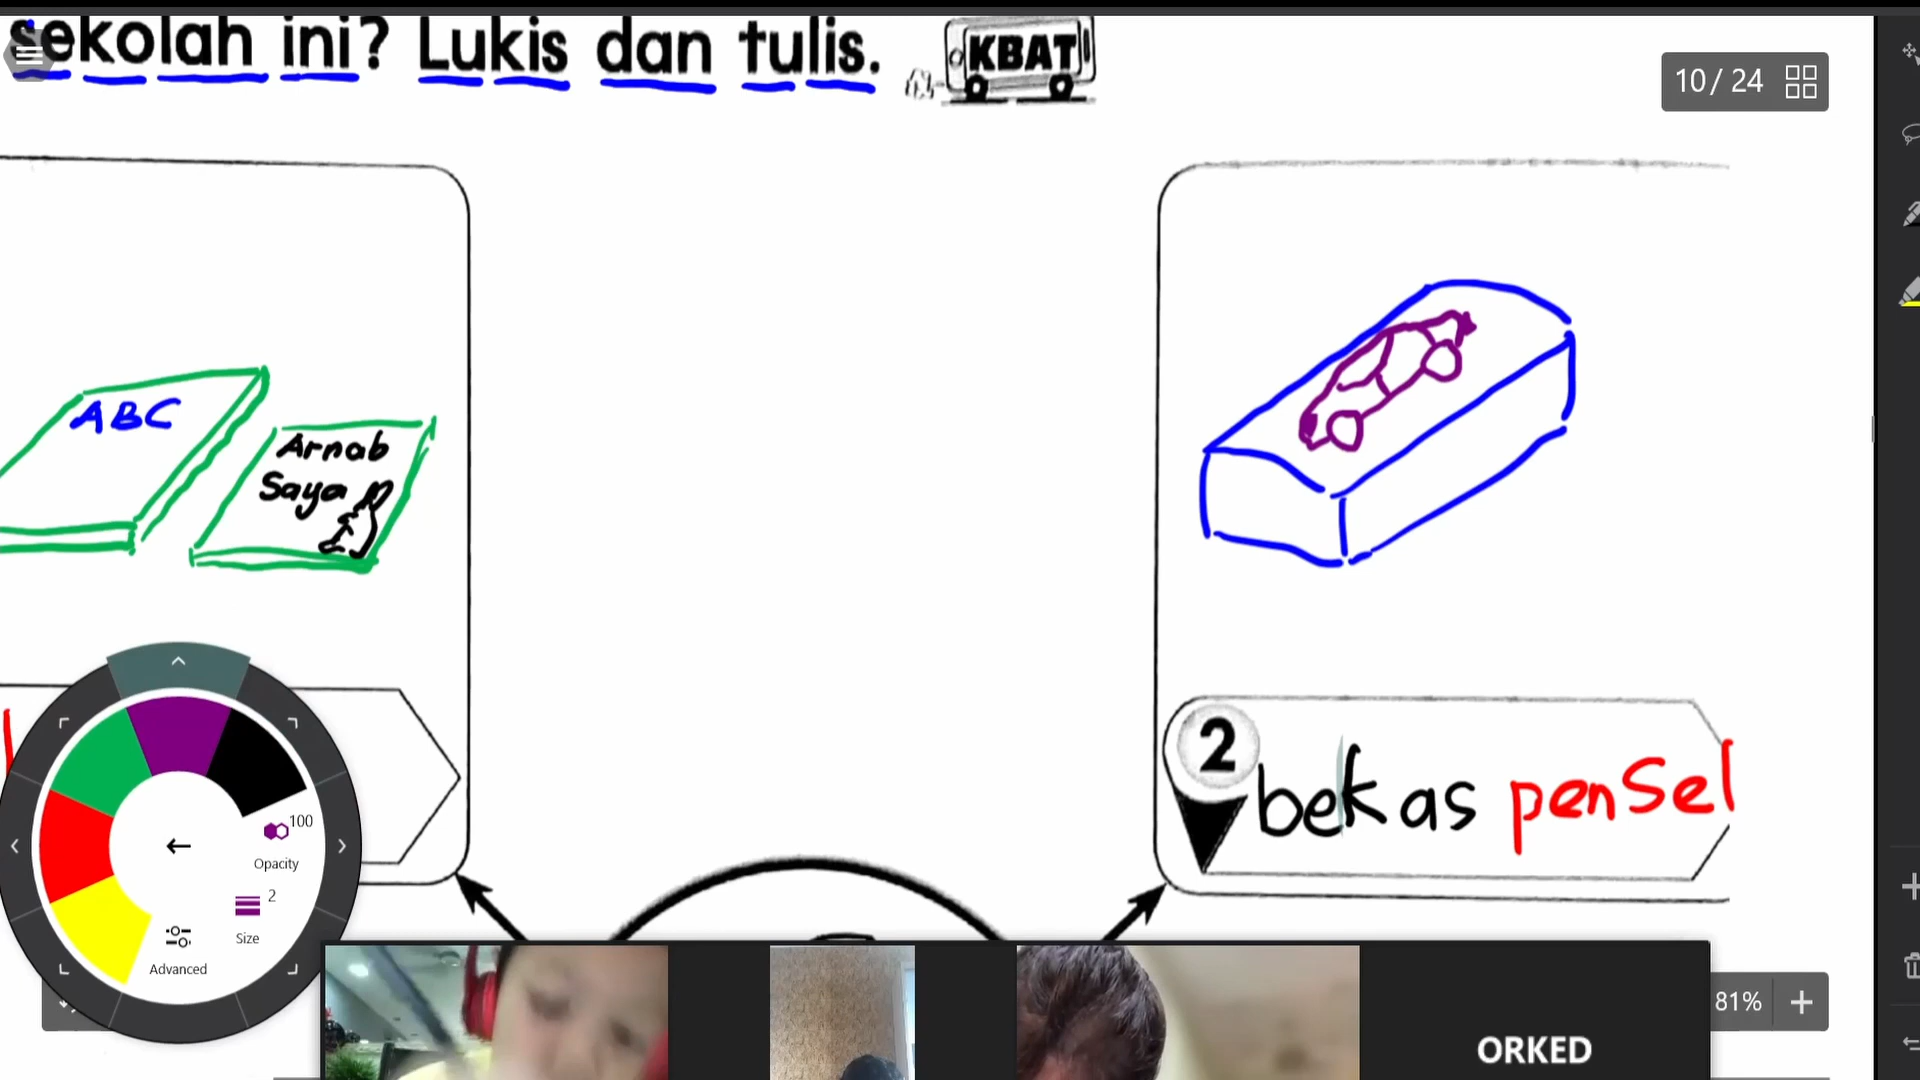 sekolah ini? Lukis dan tulis.
KBAT
10 / 24
ABC
Arnab
Saya
2
bekas pensel
100
Opacity
2
Size
Advanced
81%
ORKED